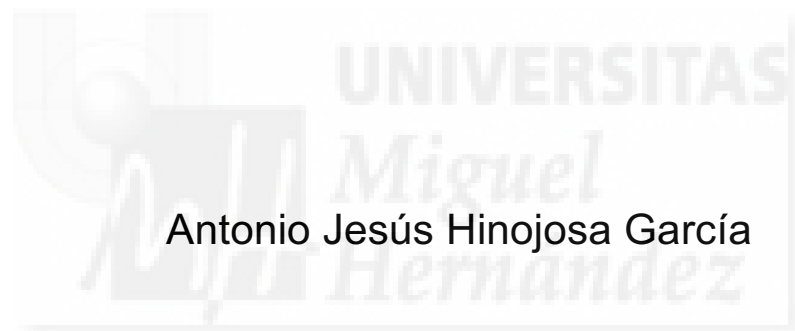 UNIVERSITAS
Miguel
Antonio Jesús Hinojosa García
Hernández